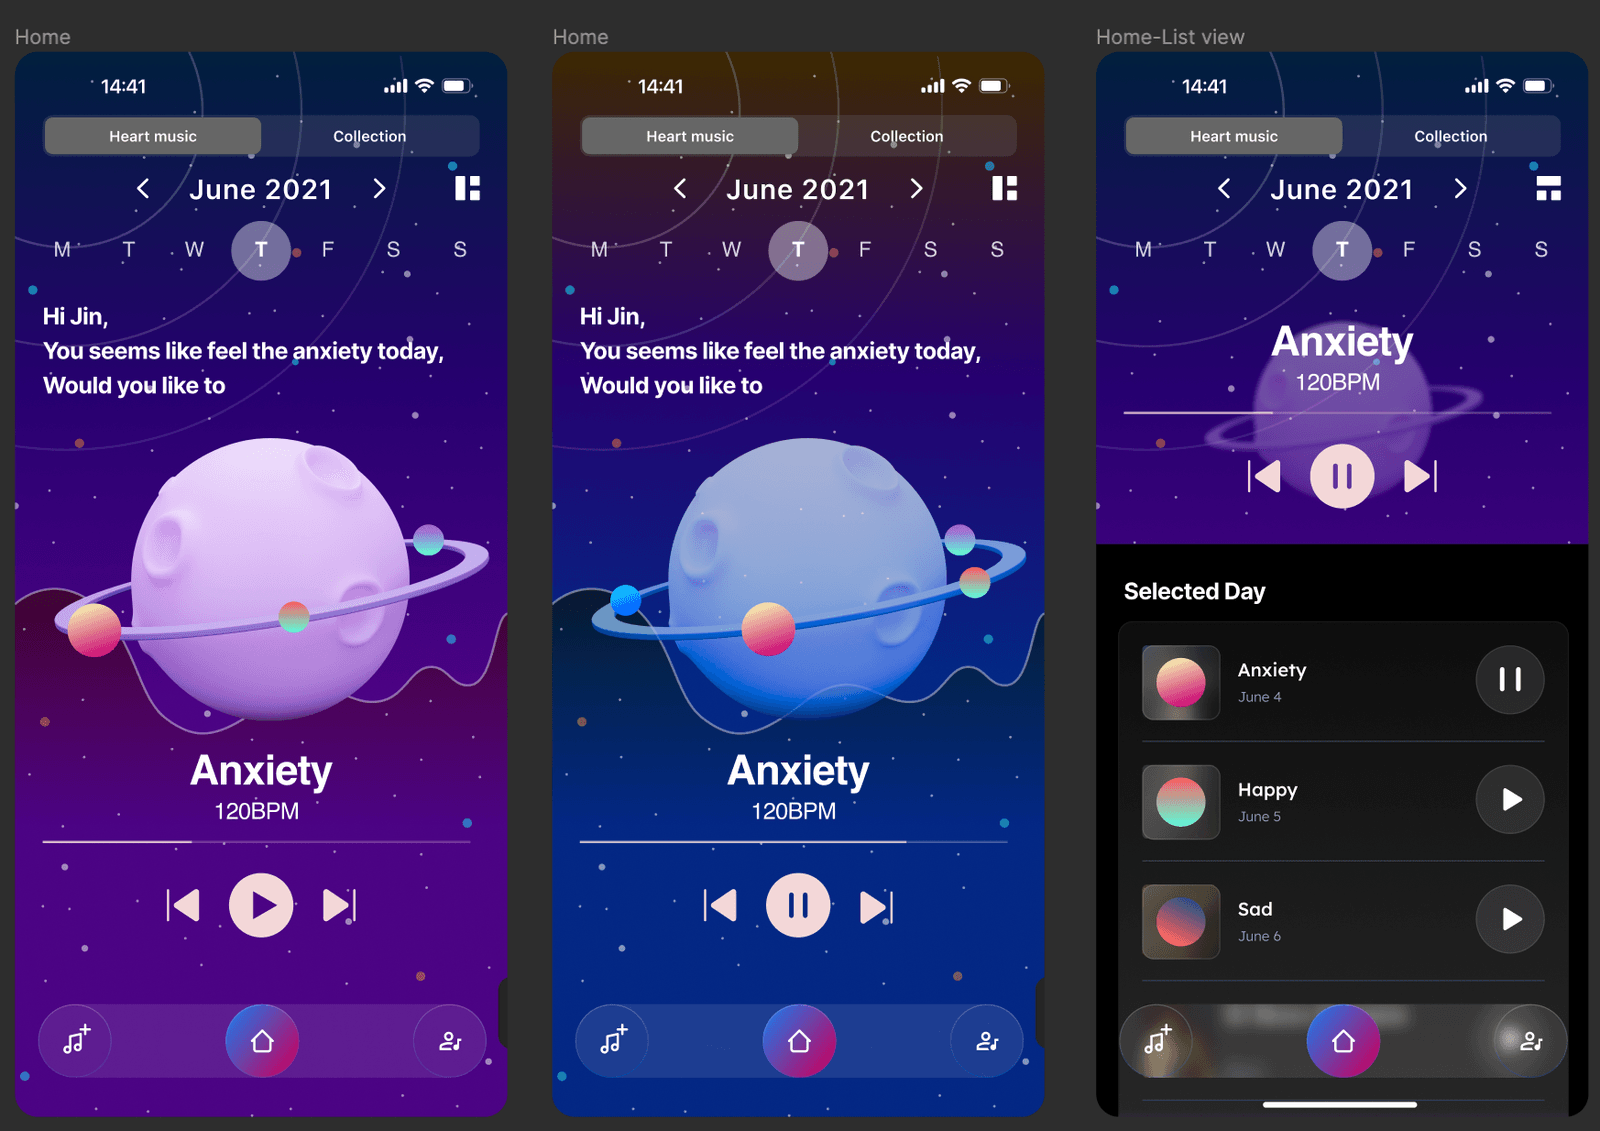 Home
14:41
Heart music Collection
June 2021
M T W T F S S
Hi Jin,
You seems like feel the anxiety today,
Would you like to
Anxiety
120BPM
Home
14:41
Heart music Collection
June 2021
M T W T F S S
Hi Jin,
You seems like feel the anxiety today,
Would you like to
Anxiety
120BPM
Home-List view
14:41
Heart music Collection
June 2021
M T W T F S S
Anxiety
120BPM
Selected Day
Anxiety
June 4
Happy
June 5
Sad
June 6